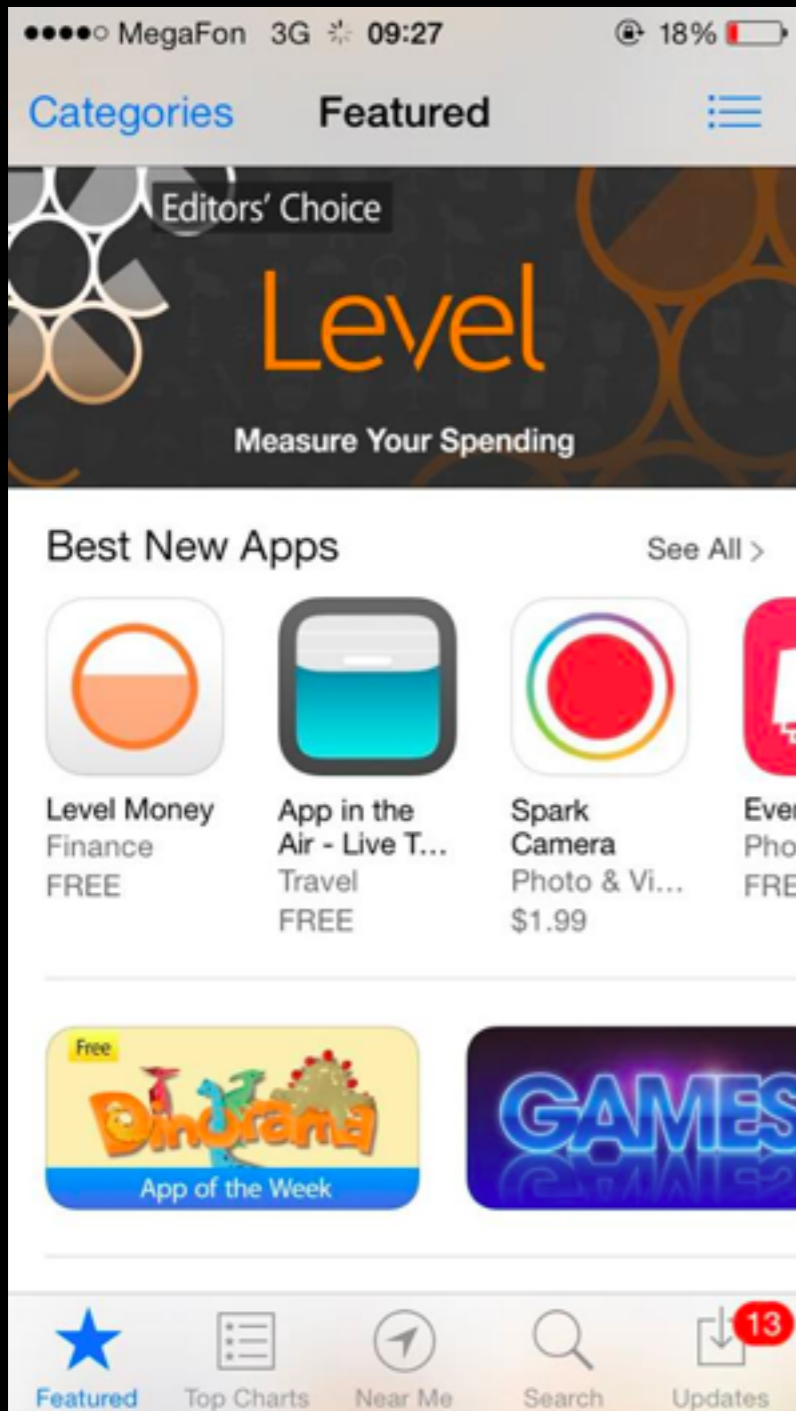 MegaFon 3G 09:27 18%
Categories Featured
Editors' Choice
Level
Measure Your Spending
Best New Apps See All >
Level Money
Finance
FREE
App in the
Air - Live T...
Travel
FREE
Spark
Camera
Photo & Vi...
$1.99
Free
Dinorama
App of the Week
GAMES
13
Featured Top Charts Near Me Search Updates